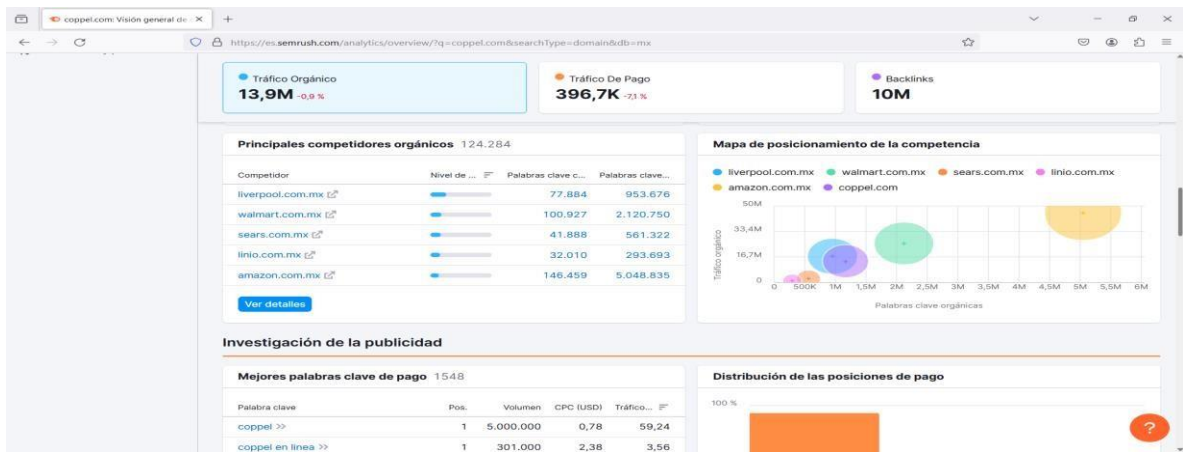 coppel.com: Visión general de
https://es.semrush.com/analytics/overview/?q=coppel.com&searchType=domain&db=mx
Tráfico Orgánico
13,9M -0,9 %
Tráfico De Pago
396,7K -7,1 %
Backlinks
10M
Principales competidores orgánicos 124.284
Competidor Nivel de ... Palabras clave c... Palabras clave...
liverpool.com.mx 77.884 953.676
walmart.com.mx 100.927 2.120.750
sears.com.mx 41.888 561.322
linio.com.mx 32.010 293.693
amazon.com.mx 146.459 5.048.835
Ver detalles
Mapa de posicionamiento de la competencia
liverpool.com.mx walmart.com.mx sears.com.mx linio.com.mx
amazon.com.mx coppel.com
Tráfico orgánico
50M
33,4M
16,7M
0
0 500K 1M 1,5M 2M 2,5M 3M 3,5M 4M 4,5M 5M 5,5M 6M
Palabras clave orgánicas
Investigación de la publicidad
Mejores palabras clave de pago 1548
Palabra clave Pos. Volumen CPC (USD) Tráfico...
coppel >> 1 5.000.000 0,78 59,24
coppel en linea >> 1 301.000 2,38 3,56
Distribución de las posiciones de pago
100 %
?